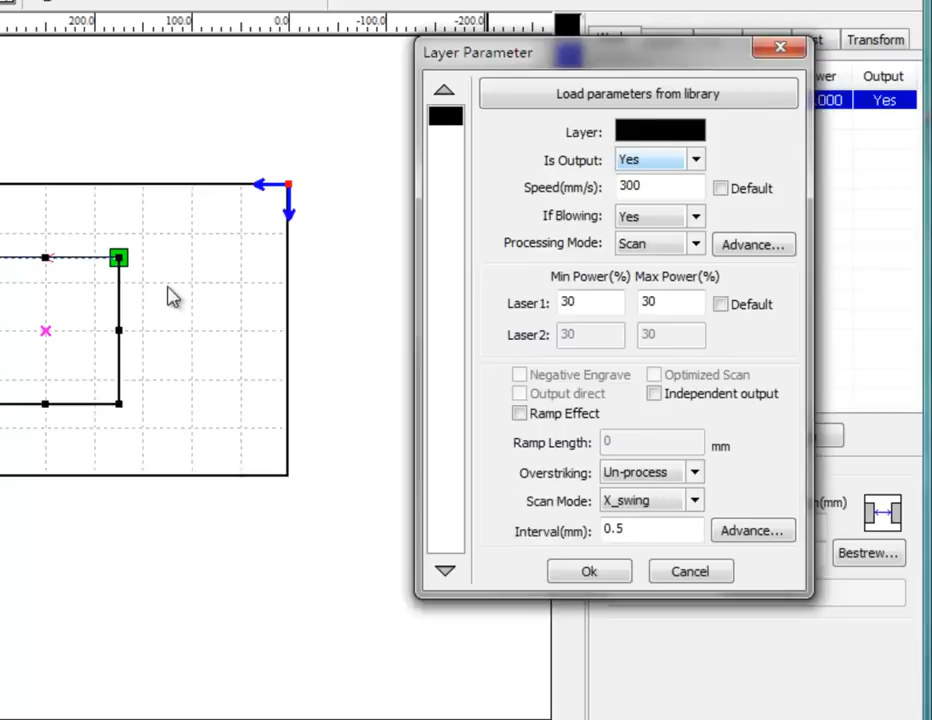 200.0 100.0 0.0 -100.0 -200.0
Layer Parameter
st Transform
wer Output
.000 Yes
Load parameters from library
Layer:
Is Output: Yes
Speed(mm/s): 300 Default
If Blowing: Yes
Processing Mode: Scan Advance...
Min Power(%) Max Power(%)
Laser1: 30 30 Default
Laser2: 30 30
Negative Engrave Optimized Scan
Output direct Independent output
Ramp Effect
Ramp Length: 0 mm
Overstriking: Un-process
Scan Mode: X_swing
(mm)
Interval(mm): 0.5 Advance...
Bestrew...
Ok Cancel